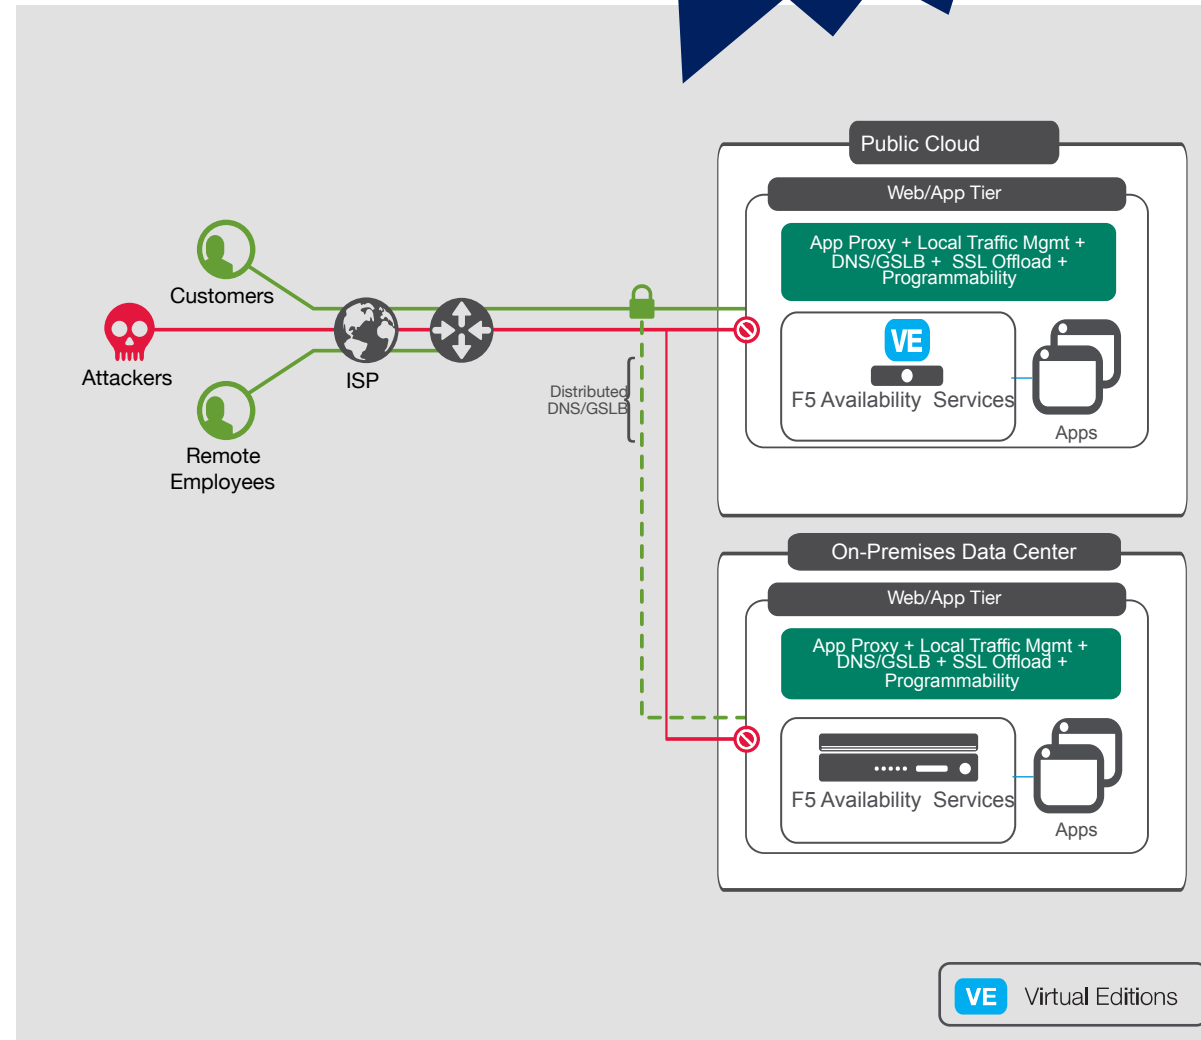 Public Cloud
Web/App Tier
App Proxy + Local Traffic Mgmt +
DNS/GSLB + SSL Offload +
Programmability
VE
F5 Availability Services
Apps
Customers
Attackers
ISP
Remote
Employees
Distributed
DNS/GSLB
On-Premises Data Center
Web/App Tier
App Proxy + Local Traffic Mgmt +
DNS/GSLB + SSL Offload +
Programmability
F5 Availability Services
Apps
VE Virtual Editions